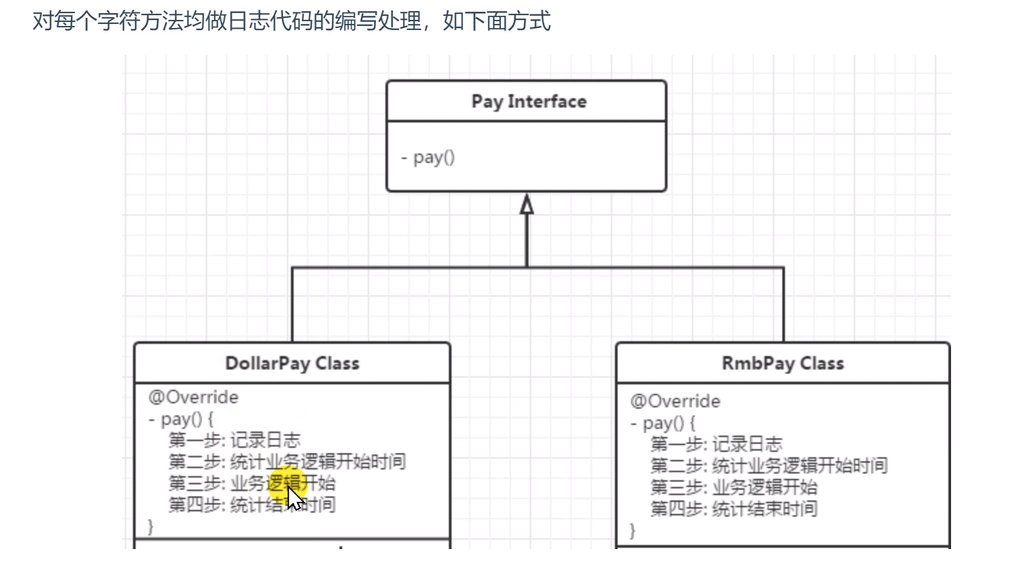 对每个字符方法均做日志代码的编写处理，如下面方式
Pay Interface
- pay()
DollarPay Class
@Override
- pay() {
第一步: 记录日志
第二步: 统计业务逻辑开始时间
第三步: 业务逻辑开始
第四步: 统计结束时间
}
RmbPay Class
@Override
- pay() {
第一步: 记录日志
第二步: 统计业务逻辑开始时间
第三步: 业务逻辑开始
第四步: 统计结束时间
}